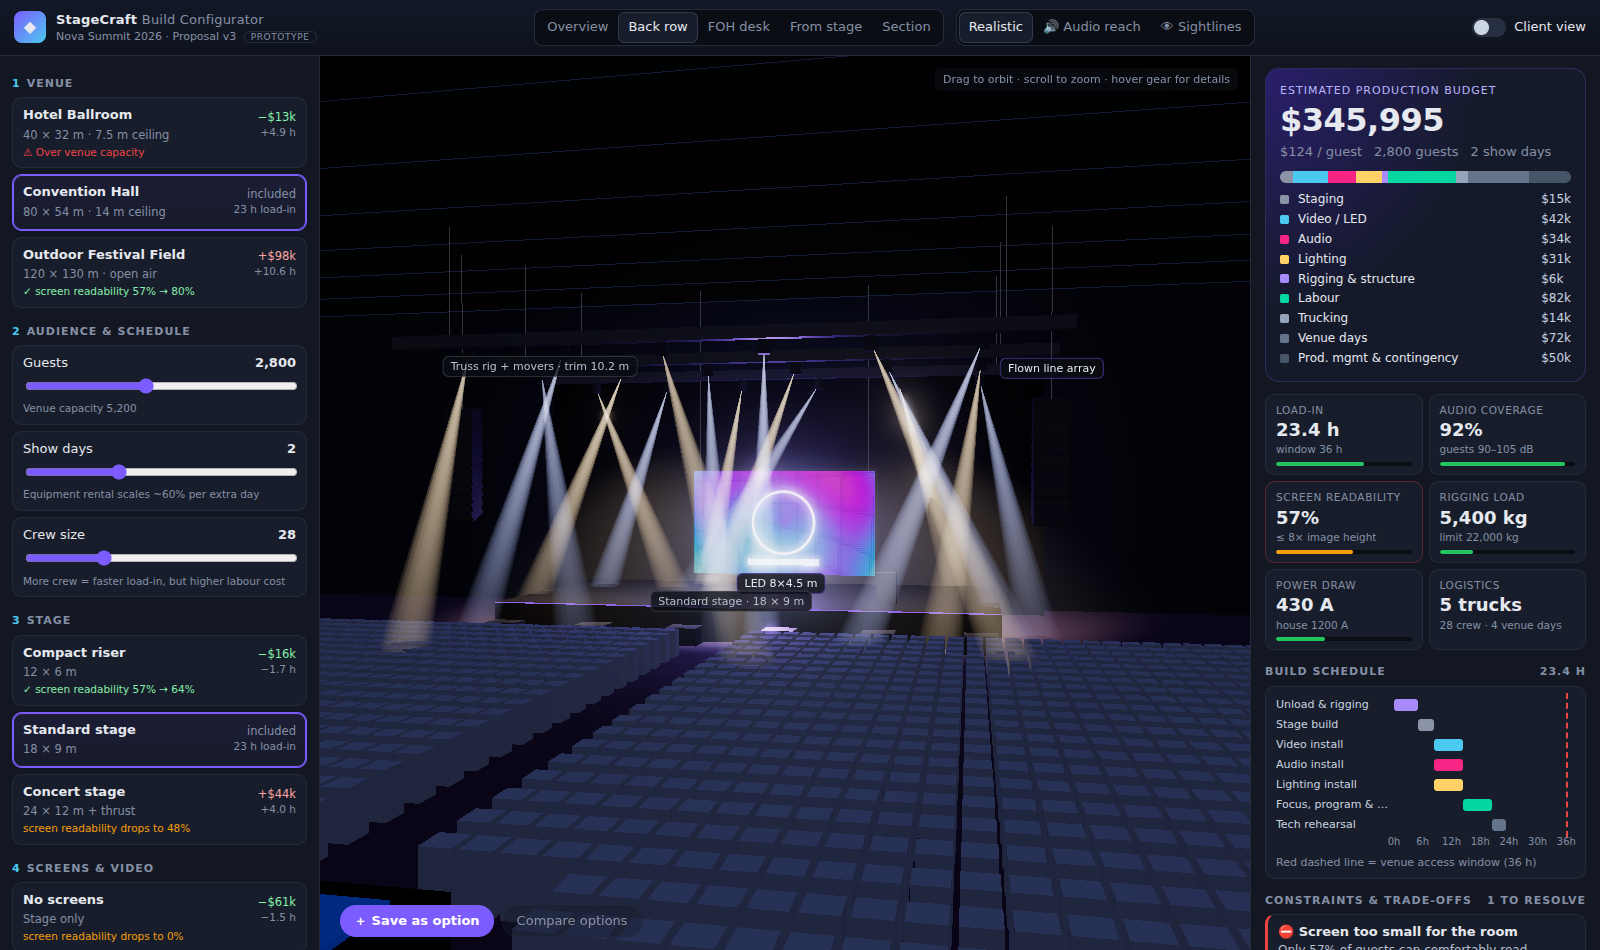 StageCraft Build Configurator
Nova Summit 2026 · Proposal v3 PROTOTYPE
Overview Back row FOH desk From stage Section
Realistic 🔊 Audio reach 👁 Sightlines
Client view
1 VENUE
Hotel Ballroom −$13k
40 × 32 m · 7.5 m ceiling +4.9 h
⚠ Over venue capacity
Convention Hall included
80 × 54 m · 14 m ceiling 23 h load-in
Outdoor Festival Field +$98k
120 × 130 m · open air +10.6 h
✓ screen readability 57% → 80%
2 AUDIENCE & SCHEDULE
Guests 2,800
Venue capacity 5,200
Show days 2
Equipment rental scales ~60% per extra day
Crew size 28
More crew = faster load-in, but higher labour cost
3 STAGE
Compact riser −$16k
12 × 6 m −1.7 h
✓ screen readability 57% → 64%
Standard stage included
18 × 9 m 23 h load-in
Concert stage +$44k
24 × 12 m + thrust +4.0 h
screen readability drops to 48%
4 SCREENS & VIDEO
No screens −$61k
Stage only −1.5 h
screen readability drops to 0%
Drag to orbit · scroll to zoom · hover gear for details
Truss rig + movers · trim 10.2 m
Flown line array
LED 8×4.5 m
Standard stage · 18 × 9 m
+ Save as option
Compare options
ESTIMATED PRODUCTION BUDGET
$345,995
$124 / guest 2,800 guests 2 show days
Staging $15k
Video / LED $42k
Audio $34k
Lighting $31k
Rigging & structure $6k
Labour $82k
Trucking $14k
Venue days $72k
Prod. mgmt & contingency $50k
LOAD-IN
23.4 h
window 36 h
AUDIO COVERAGE
92%
guests 90–105 dB
SCREEN READABILITY
57%
≤ 8× image height
RIGGING LOAD
5,400 kg
limit 22,000 kg
POWER DRAW
430 A
house 1200 A
LOGISTICS
5 trucks
28 crew · 4 venue days
BUILD SCHEDULE 23.4 H
Unload & rigging
Stage build
Video install
Audio install
Lighting install
Focus, program & …
Tech rehearsal
0h 6h 12h 18h 24h 30h 36h
Red dashed line = venue access window (36 h)
CONSTRAINTS & TRADE-OFFS 1 TO RESOLVE
⛔ Screen too small for the room
Only 57% of guests can comfortably read